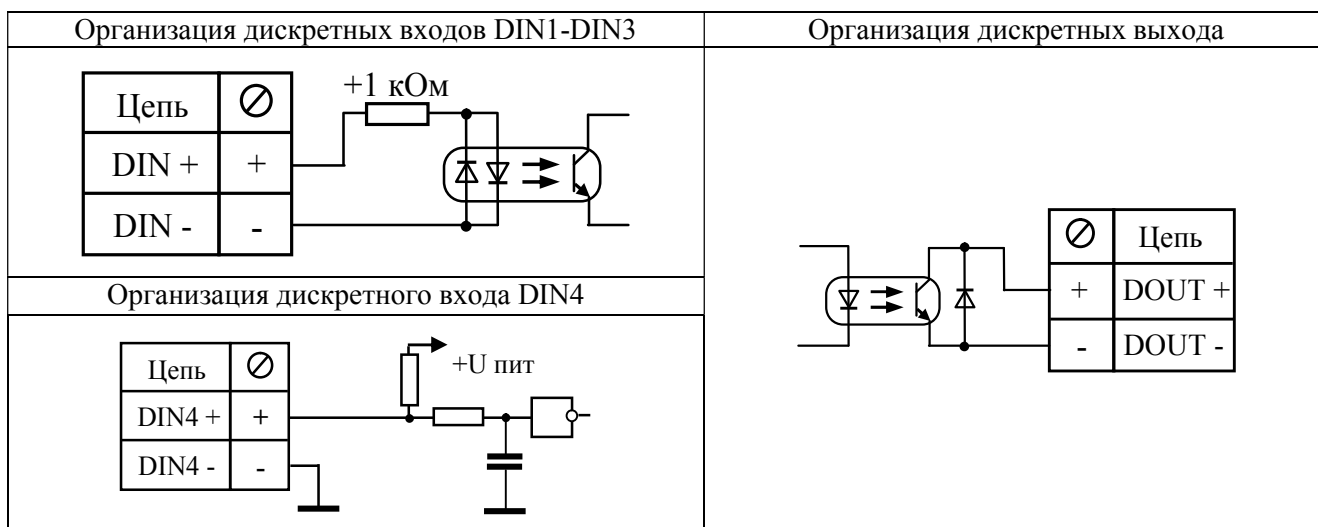 Организация дискретных входов DIN1-DIN3
Цепь
DIN + +
DIN - -
+1 кОм
Организация дискретного входа DIN4
Цепь
DIN4 + +
DIN4 - -
+U пит
Организация дискретных выхода
Цепь
+ DOUT +
- DOUT -